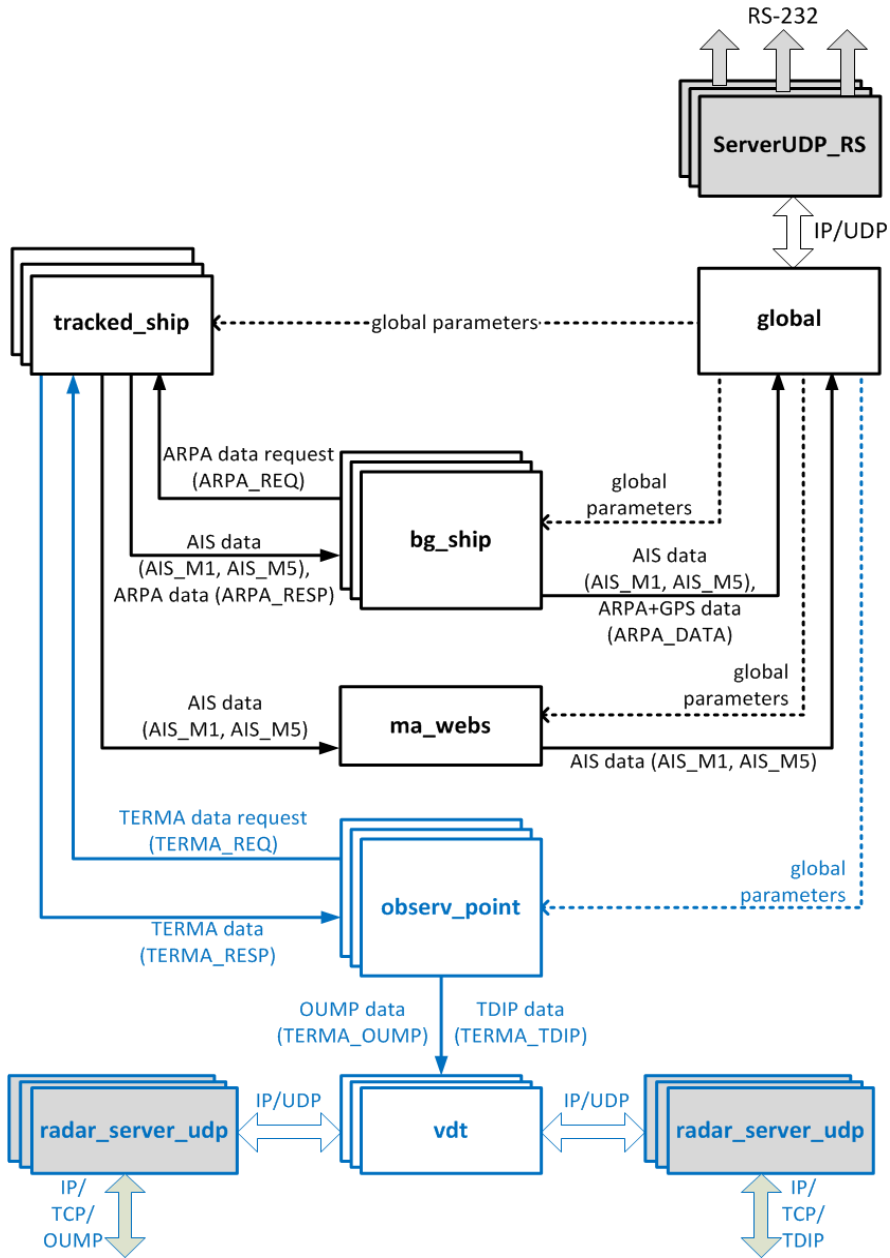 RS-232
ServerUDP_RS
IP/UDP
tracked_ship
global parameters
global
ARPA data request
(ARPA_REQ)
global
parameters
bg_ship
AIS data
(AIS_M1, AIS_M5),
ARPA data (ARPA_RESP)
AIS data
(AIS_M1, AIS_M5),
ARPA+GPS data
(ARPA_DATA)
global
parameters
AIS data
(AIS_M1, AIS_M5)
ma_webs
AIS data (AIS_M1, AIS_M5)
TERMA data request
(TERMA_REQ)
global
parameters
observ_point
TERMA data
(TERMA_RESP)
OUMP data
(TERMA_OUMP)
TDIP data
(TERMA_TDIP)
radar_server_udp
IP/UDP
vdt
IP/UDP
radar_server_udp
IP/
TCP/
OUMP
IP/
TCP/
TDIP